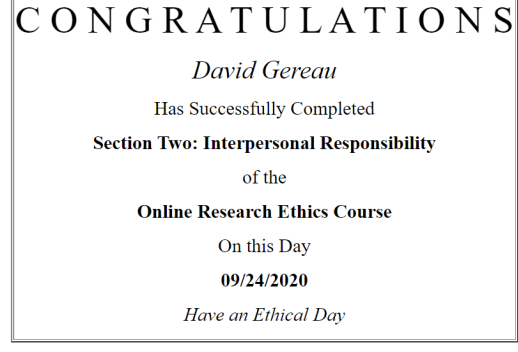 CONGRATULATIONS
David Gereau
Has Successfully Completed
Section Two: Interpersonal Responsibility
of the
Online Research Ethics Course
On this Day
09/24/2020
Have an Ethical Day